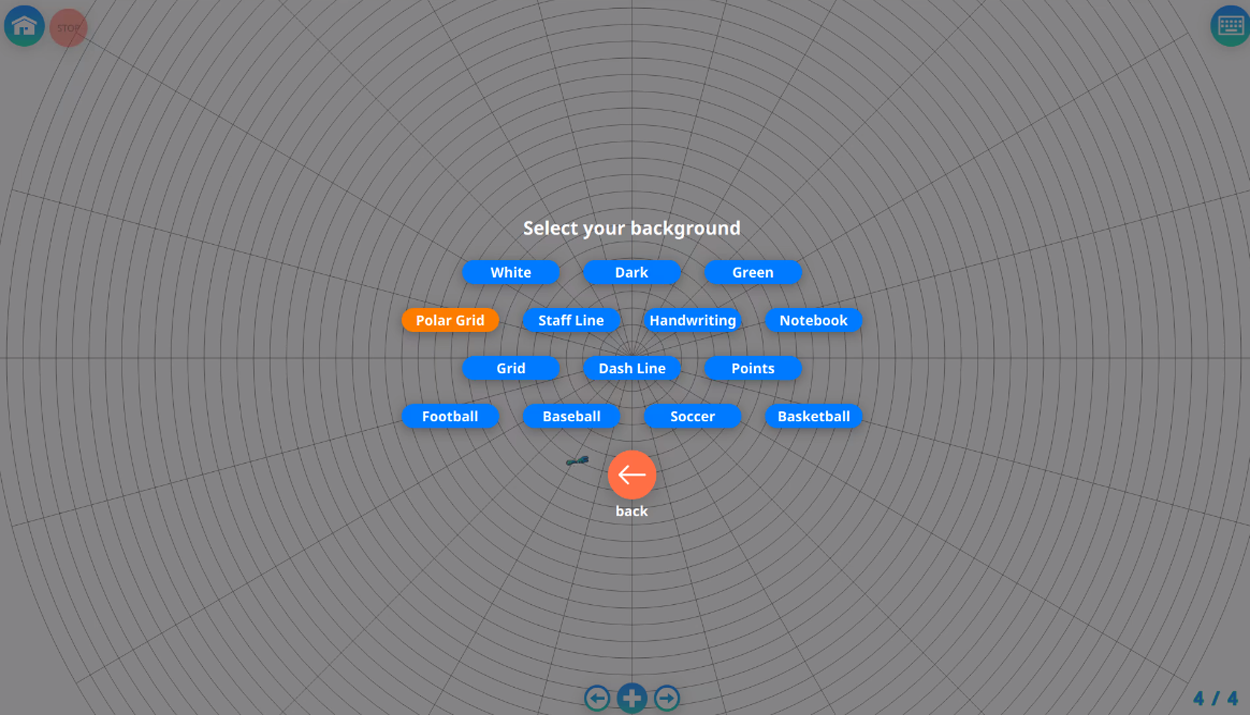 STOP
Select your background
White Dark Green
Polar Grid Staff Line Handwriting Notebook
Grid Dash Line Points
Football Baseball Soccer Basketball
back
4 / 4